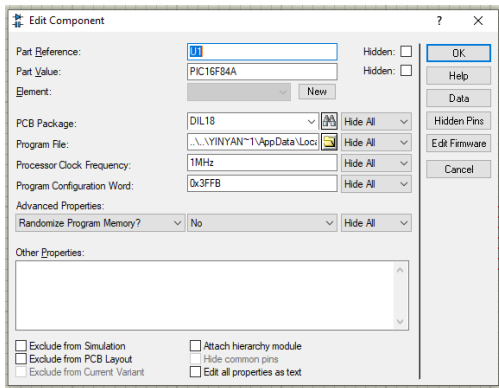 Edit Component ? ×
Part Reference: U1 Hidden: OK
Part Value: PIC16F84A Hidden: Help
Element: New Data
PCB Package: DIL18 Hide All Hidden Pins
Program File: ..\..\YINYAN~1\AppData\Loca Hide All Edit Firmware
Processor Clock Frequency: 1MHz Hide All Cancel
Program Configuration Word: 0x3FFB Hide All
Advanced Properties:
Randomize Program Memory? No Hide All
Other Properties:
Exclude from Simulation Attach hierarchy module
Exclude from PCB Layout Hide common pins
Exclude from Current Variant Edit all properties as text